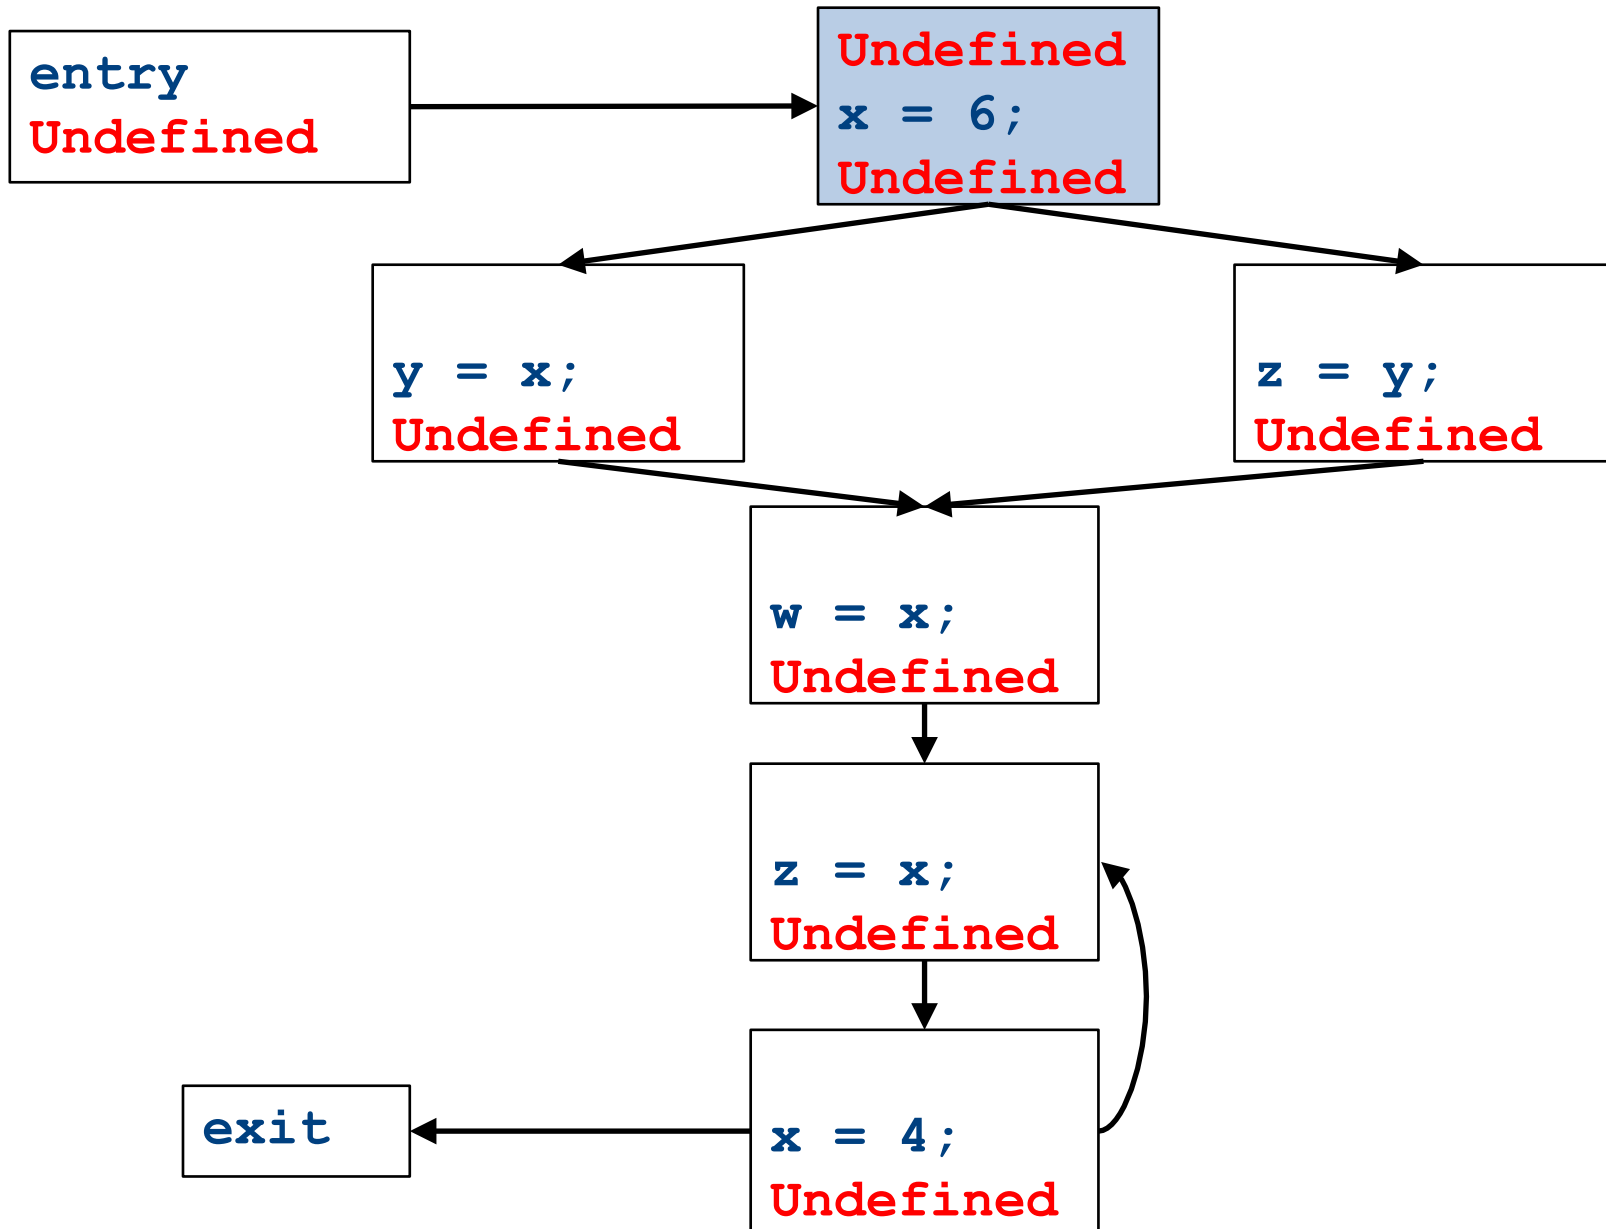 entry
Undefined
Undefined
x = 6;
Undefined
y = x;
Undefined
z = y;
Undefined
w = x;
Undefined
z = x;
Undefined
exit
x = 4;
Undefined